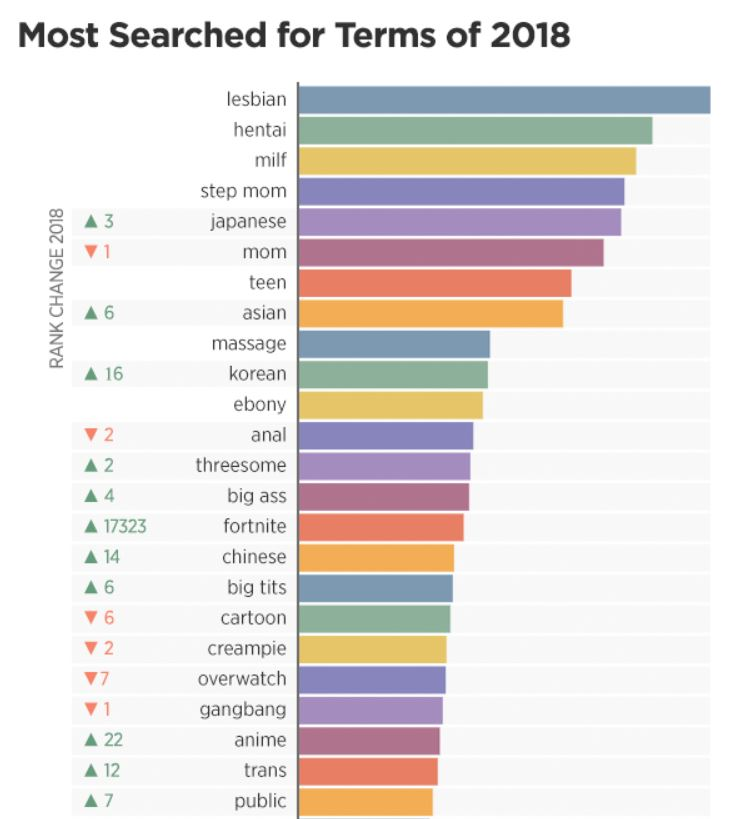 Most Searched for Terms of 2018
RANK CHANGE 2018
lesbian
hentai
milf
step mom
▲ 3 japanese
▼ 1 mom
teen
▲ 6 asian
massage
▲ 16 korean
ebony
▼ 2 anal
▲ 2 threesome
▲ 4 big ass
▲ 17323 fortnite
▲ 14 chinese
▲ 6 big tits
▼ 6 cartoon
▼ 2 creampie
▼7 overwatch
▼ 1 gangbang
▲ 22 anime
▲ 12 trans
▲ 7 public